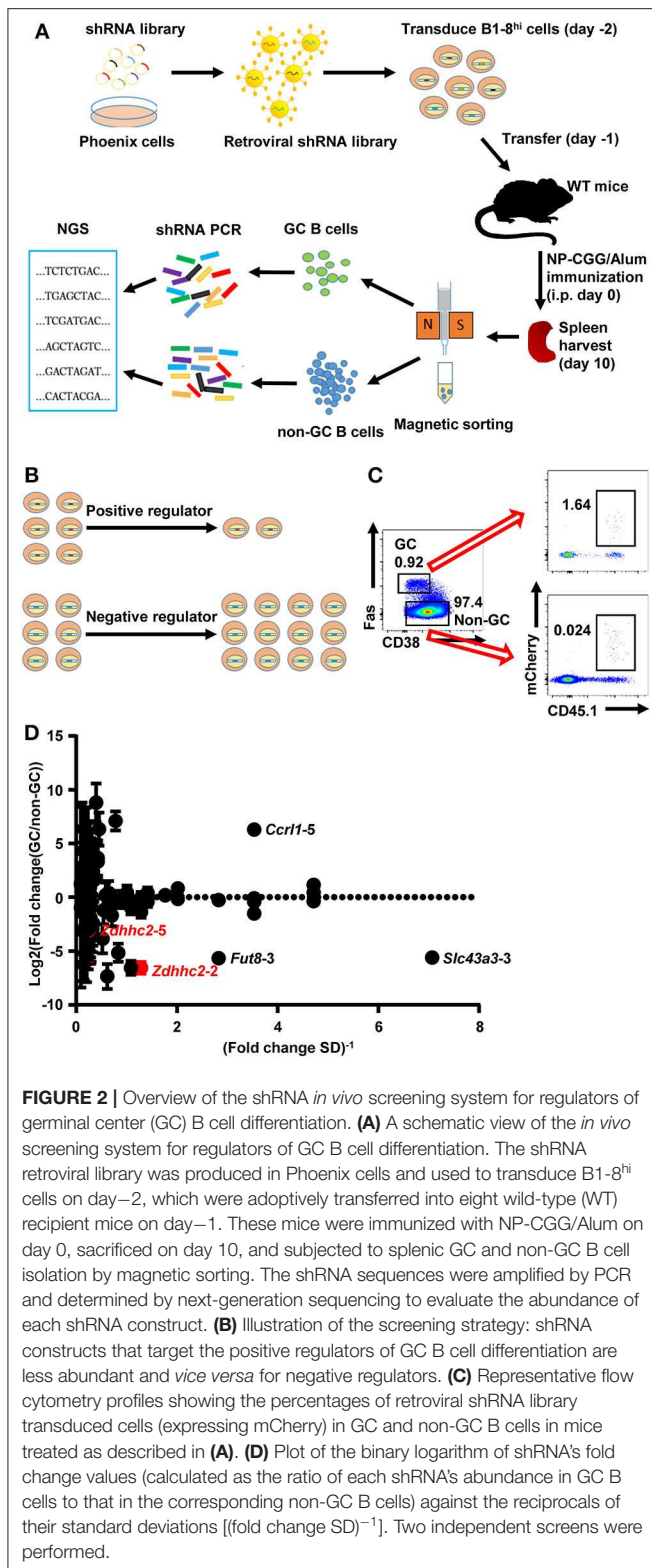 A
shRNA library
Transduce B1-8hi cells (day -2)
Phoenix cells
Retroviral shRNA library
Transfer (day -1)
WT mice
NGS
shRNA PCR
GC B cells
NP-CGG/Alum
immunization
(i.p. day 0)
...TCTCTGAC...
...TGAGCTAC...
...TCGATGAC...
...AGCTAGTC...
...GACTAGAT...
...CACTACGA...
N
S
Spleen
harvest
(day 10)
non-GC B cells
Magnetic sorting
B
Positive regulator
Negative regulator
C
GC
0.92
97.4
Non-GC
Fas
CD38
1.64
0.024
mCherry
CD45.1
D
Log2(Fold change(GC/non-GC))
15
10
5
0
-5
-10
Ccrl1-5
Zdhhc2-5
Zdhhc2-2
Fut8-3
Slc43a3-3
0 2 4 6 8
(Fold change SD)-1
FIGURE 2 | Overview of the shRNA in vivo screening system for regulators of
germinal center (GC) B cell differentiation. (A) A schematic view of the in vivo
screening system for regulators of GC B cell differentiation. The shRNA
retroviral library was produced in Phoenix cells and used to transduce B1-8hi
cells on day−2, which were adoptively transferred into eight wild-type (WT)
recipient mice on day−1. These mice were immunized with NP-CGG/Alum on
day 0, sacrificed on day 10, and subjected to splenic GC and non-GC B cell
isolation by magnetic sorting. The shRNA sequences were amplified by PCR
and determined by next-generation sequencing to evaluate the abundance of
each shRNA construct. (B) Illustration of the screening strategy: shRNA
constructs that target the positive regulators of GC B cell differentiation are
less abundant and vice versa for negative regulators. (C) Representative flow
cytometry profiles showing the percentages of retroviral shRNA library
transduced cells (expressing mCherry) in GC and non-GC B cells in mice
treated as described in (A). (D) Plot of the binary logarithm of shRNA's fold
change values (calculated as the ratio of each shRNA's abundance in GC B
cells to that in the corresponding non-GC B cells) against the reciprocals of
their standard deviations [(fold change SD)−1]. Two independent screens were
performed.